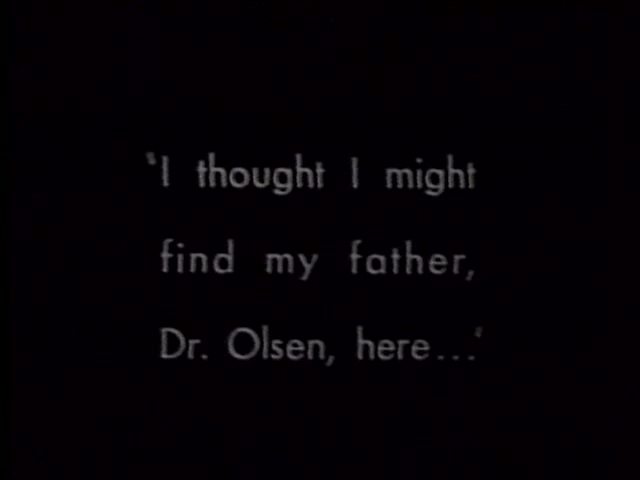 'I thought I might
find my father,
Dr. Olsen, here...'